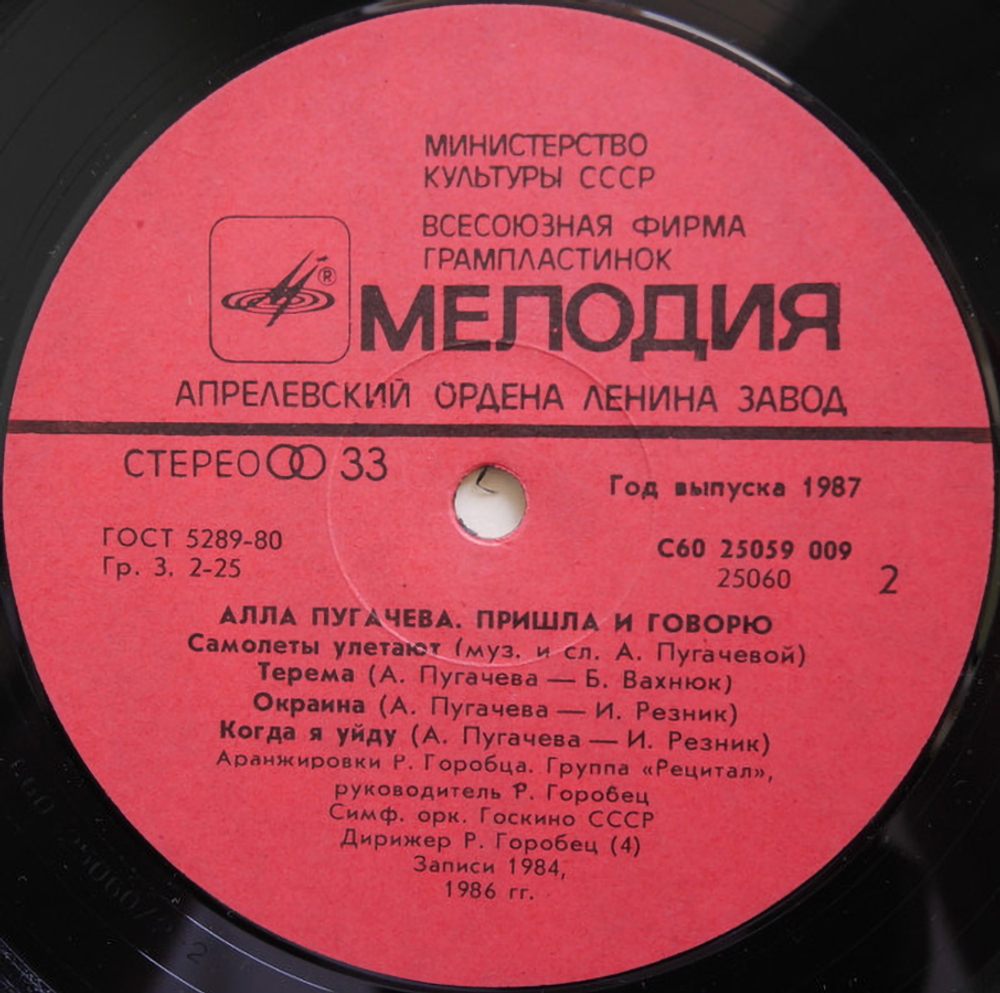 МИНИСТЕРСТВО
КУЛЬТУРЫ СССР
ВСЕСОЮЗНАЯ ФИРМА
ГРАМПЛАСТИНОК
®
МЕЛОДИЯ
АПРЕЛЕВСКИЙ ОРДЕНА ЛЕНИНА ЗАВОД
СТЕРЕО 33
Год выпуска 1987
ГОСТ 5289-80
Гр. 3. 2-25
С60 25059 009
25060
2
АЛЛА ПУГАЧЕВА. ПРИШЛА И ГОВОРЮ
Самолеты улетают (муз. и сл. А. Пугачевой)
Терема (А. Пугачева — Б. Вахнюк)
Окраина (А. Пугачева — И. Резник)
Когда я уйду (А. Пугачева — И. Резник)
Аранжировки Р. Горобца. Группа «Рецитал»,
руководитель Р. Горобец
Симф. орк. Госкино СССР
Дирижер Р. Горобец (4)
Записи 1984,
1986 гг.